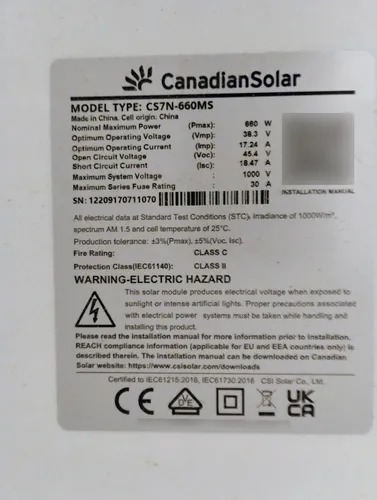 CanadianSolar
MODEL TYPE: CS7N-660MS
Made in China. Cell origin: China
Nominal Maximum Power (Pmax): 660 W
Optimum Operating Voltage (Vmp): 38.3 V
Optimum Operating Current (Imp): 17.24 A
Open Circuit Voltage (Voc): 45.4 V
Short Circuit Current (Isc): 18.47 A
Maximum System Voltage : 1000 V
Maximum Series Fuse Rating : 30 A
SN: 12209170711070
INSTALLATION MANUAL
All electrical data at Standard Test Conditions (STC). Irradiance of 1000W/m²,
spectrum AM 1.5 and cell temperature of 25°C.
Production tolerance: ±3%(Pmax), ±5%(Voc, Isc).
Fire Rating: CLASS C
Protection Class(IEC61140): CLASS II
WARNING-ELECTRIC HAZARD
This solar module produces electrical voltage when exposed to
sunlight or intense artificial lights. Proper precautions associated
with electrical power systems must be taken while handling and
installing this product.
Please read the installation manual for more information prior to Installation.
REACH compliance information (applicable for EU and EEA countries only) is
described therein. The installation manual can be downloaded on Canadian
Solar website: https://www.csisolar.com/downloads
Certified to IEC61215:2016, IEC61730:2016 CSI Solar Co., Ltd.
CE
VDE
UK
CA